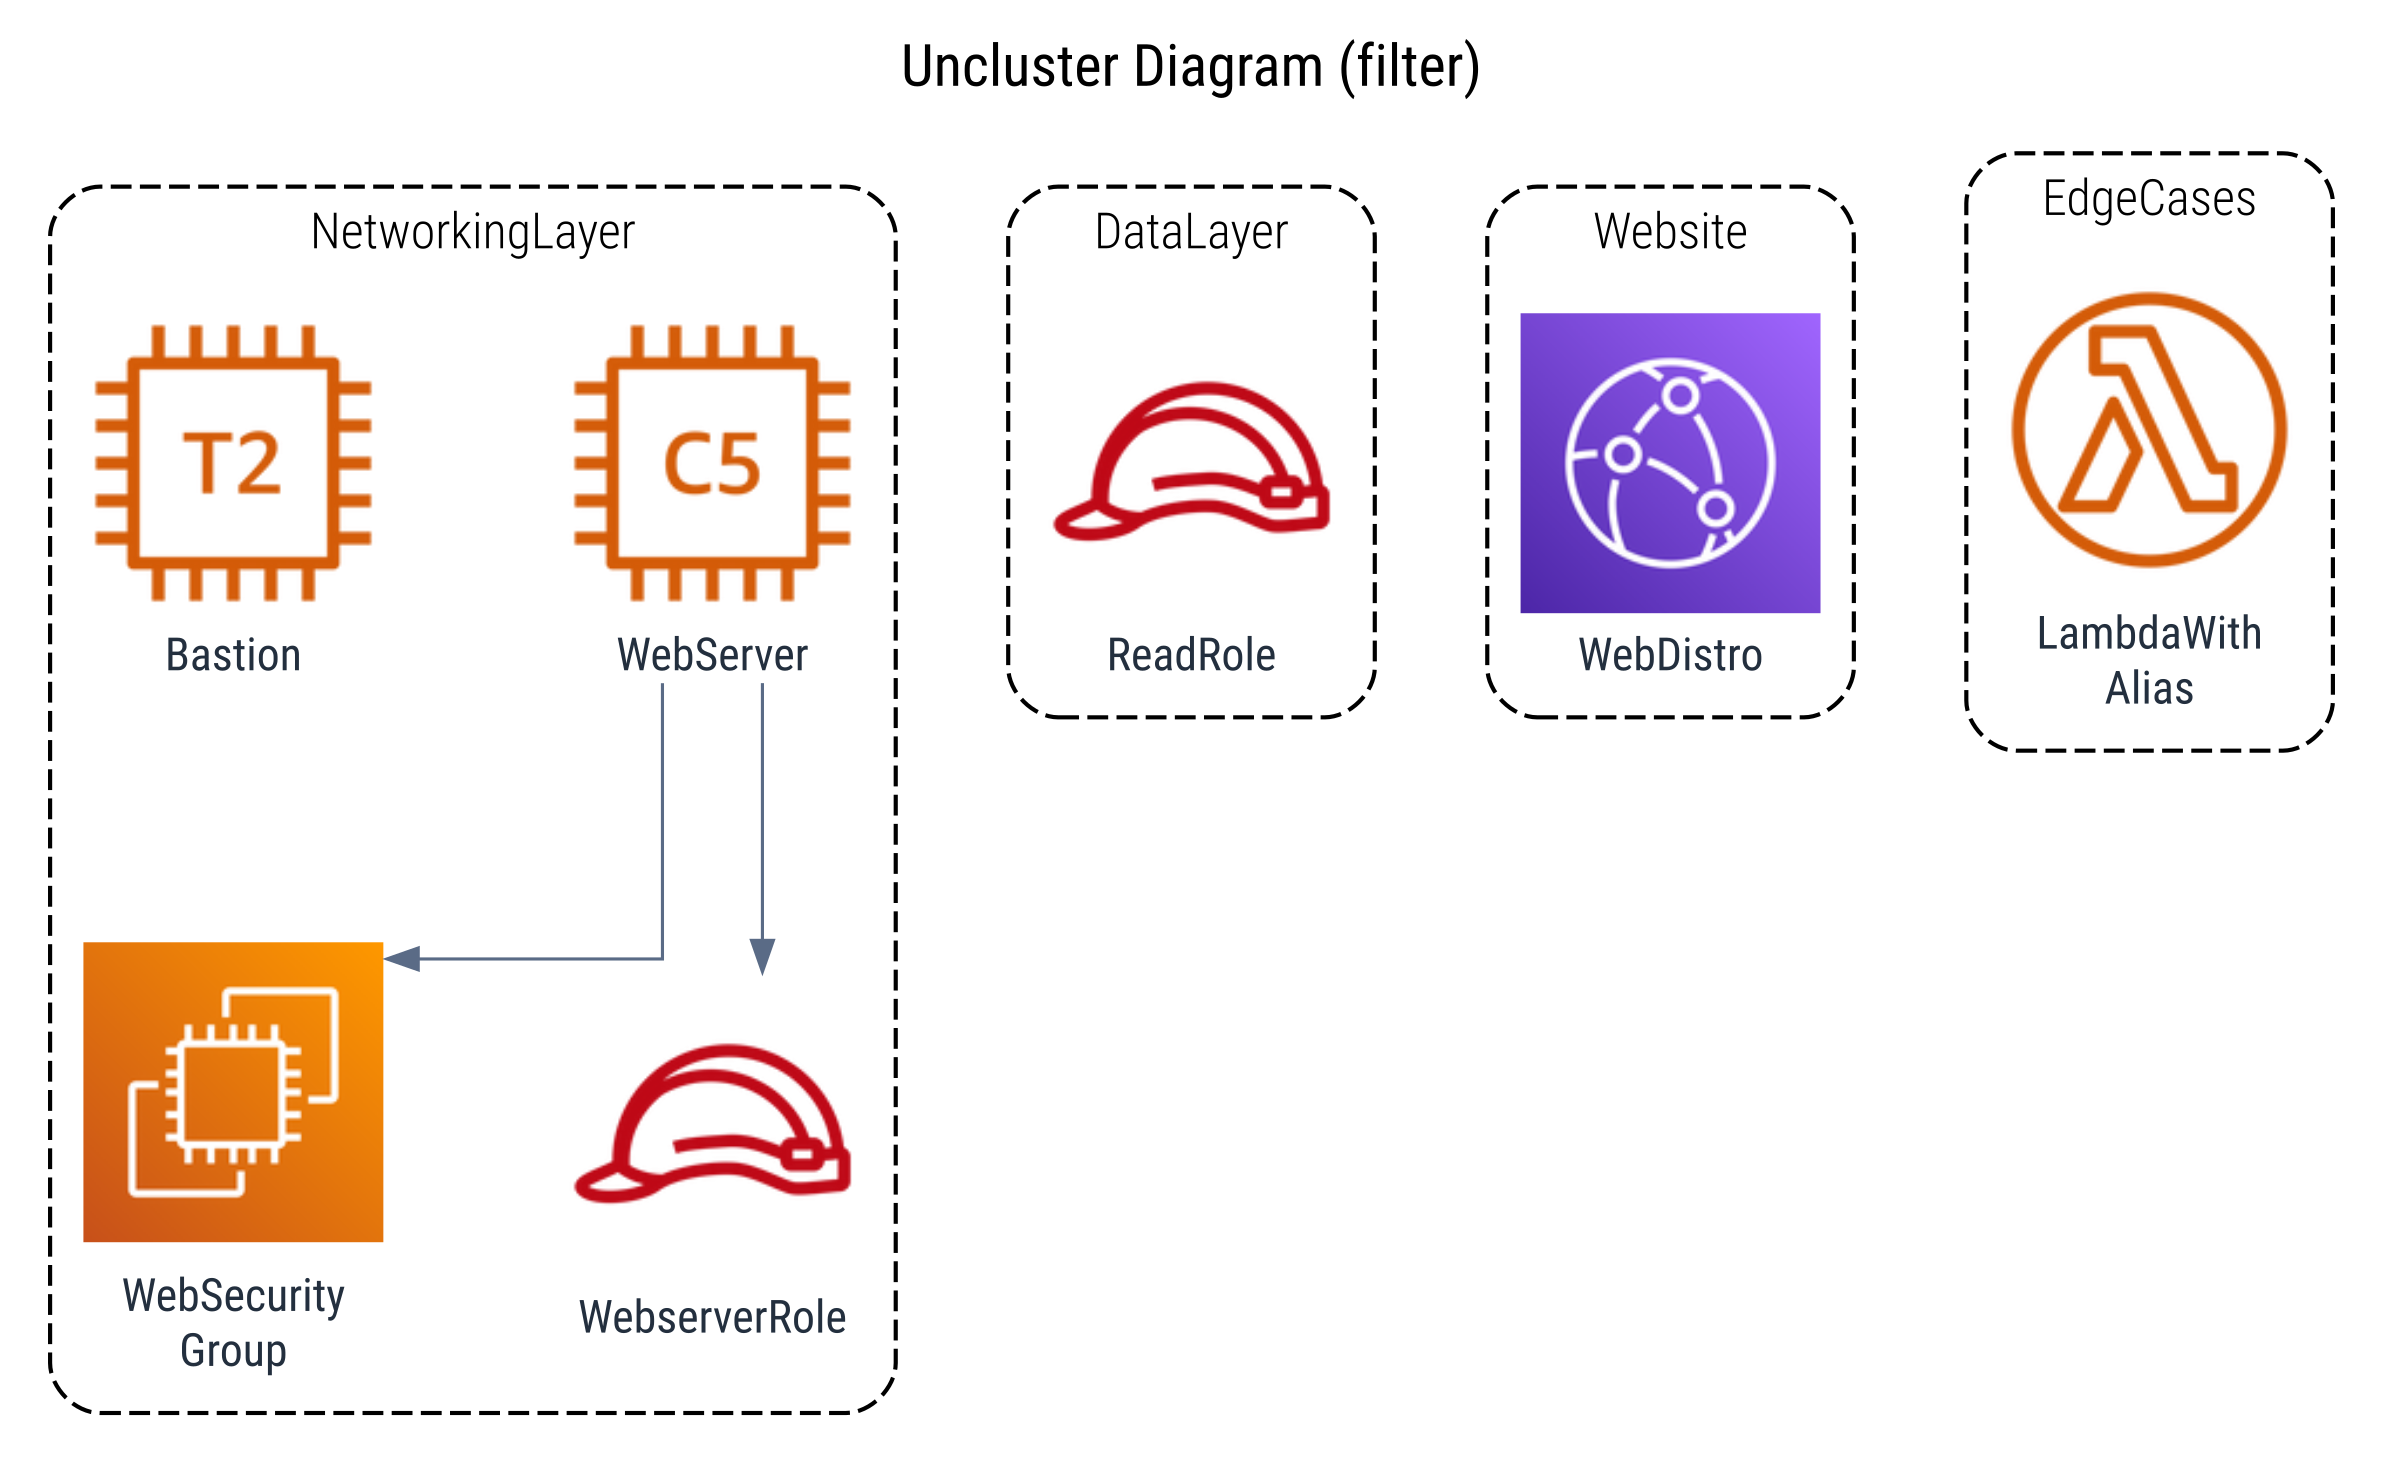 Uncluster Diagram (filter)
NetworkingLayer
T2
Bastion
C5
WebServer
WebSecurity
Group
WebserverRole
DataLayer
ReadRole
Website
WebDistro
EdgeCases
LambdaWith
Alias